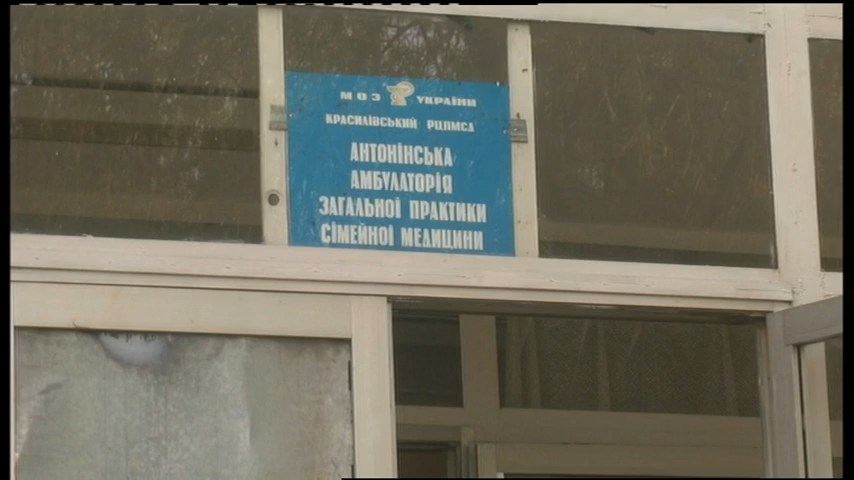 МОЗ УКРАЇНИ
КРАСИЛІВСЬКИЙ РЦПМСД
АНТОНІНСЬКА
АМБУЛАТОРІЯ
ЗАГАЛЬНОЇ ПРАКТИКИ
СІМЕЙНОЇ МЕДИЦИНИ